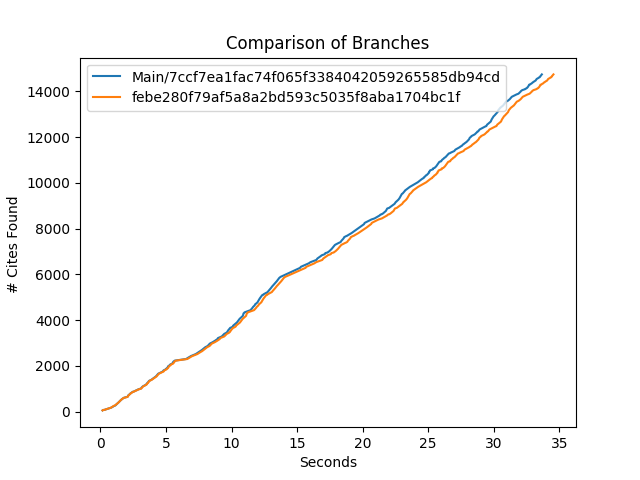 Comparison of Branches
Main/7ccf7ea1fac74f065f3384042059265585db94cd
febe280f79af5a8a2bd593c5035f8aba1704bc1f
14000
12000
10000
8000
6000
4000
2000
0
# Cites Found
0 5 10 15 20 25 30 35
Seconds